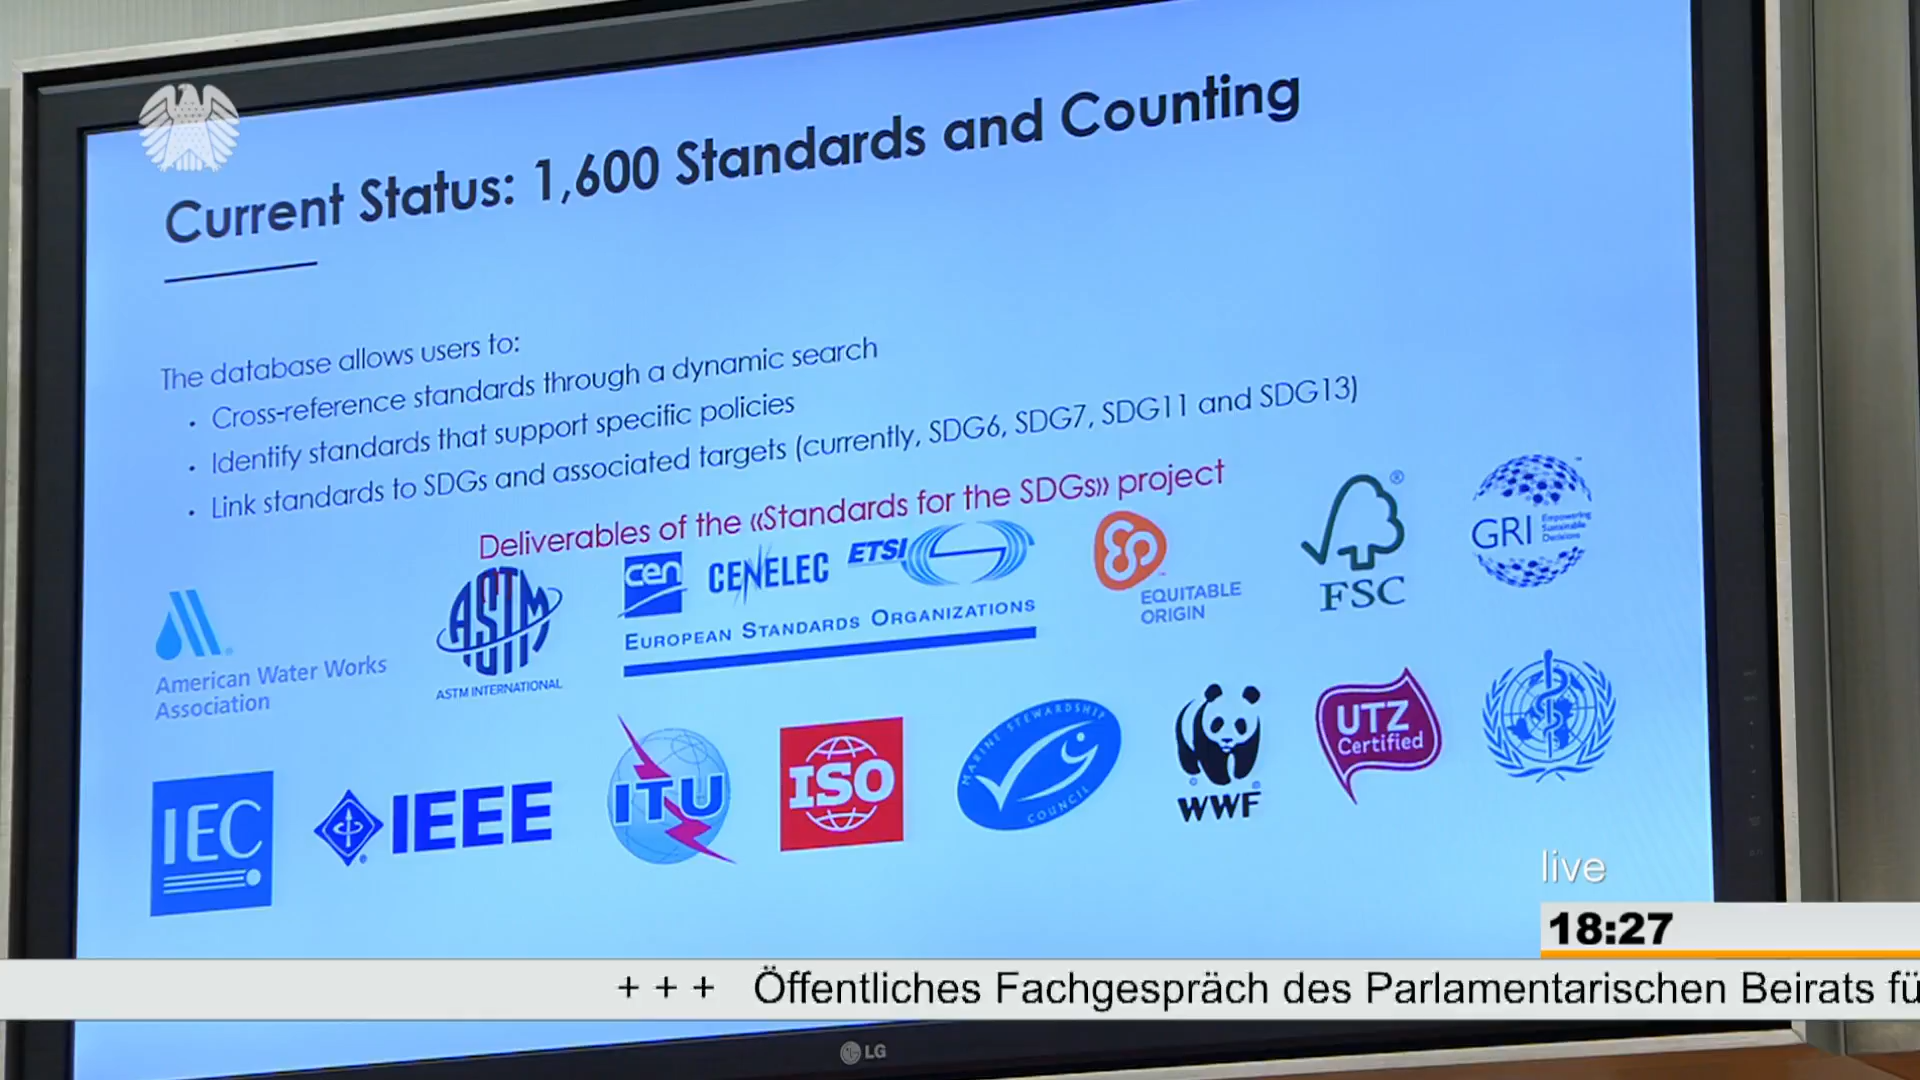 Current Status: 1,600 Standards and Counting
The database allows users to:
· Cross-reference standards through a dynamic search
· Identify standards that support specific policies
· Link standards to SDGs and associated targets (currently, SDG6, SDG7, SDG11 and SDG13)
Deliverables of the «Standards for the SDGs» project
American Water Works
Association
ASTM
ASTM INTERNATIONAL
cen CENELEC ETSI
EUROPEAN STANDARDS ORGANIZATIONS
EQUITABLE
ORIGIN
®
FSC
GRI
Empowering
Sustainable
Decisions
IEC
IEEE
ITU
ISO
MARINE STEWARDSHIP
COUNCIL
WWF
®
UTZ
Certified
live
18:27
+ + + Öffentliches Fachgespräch des Parlamentarischen Beirats fü
LG